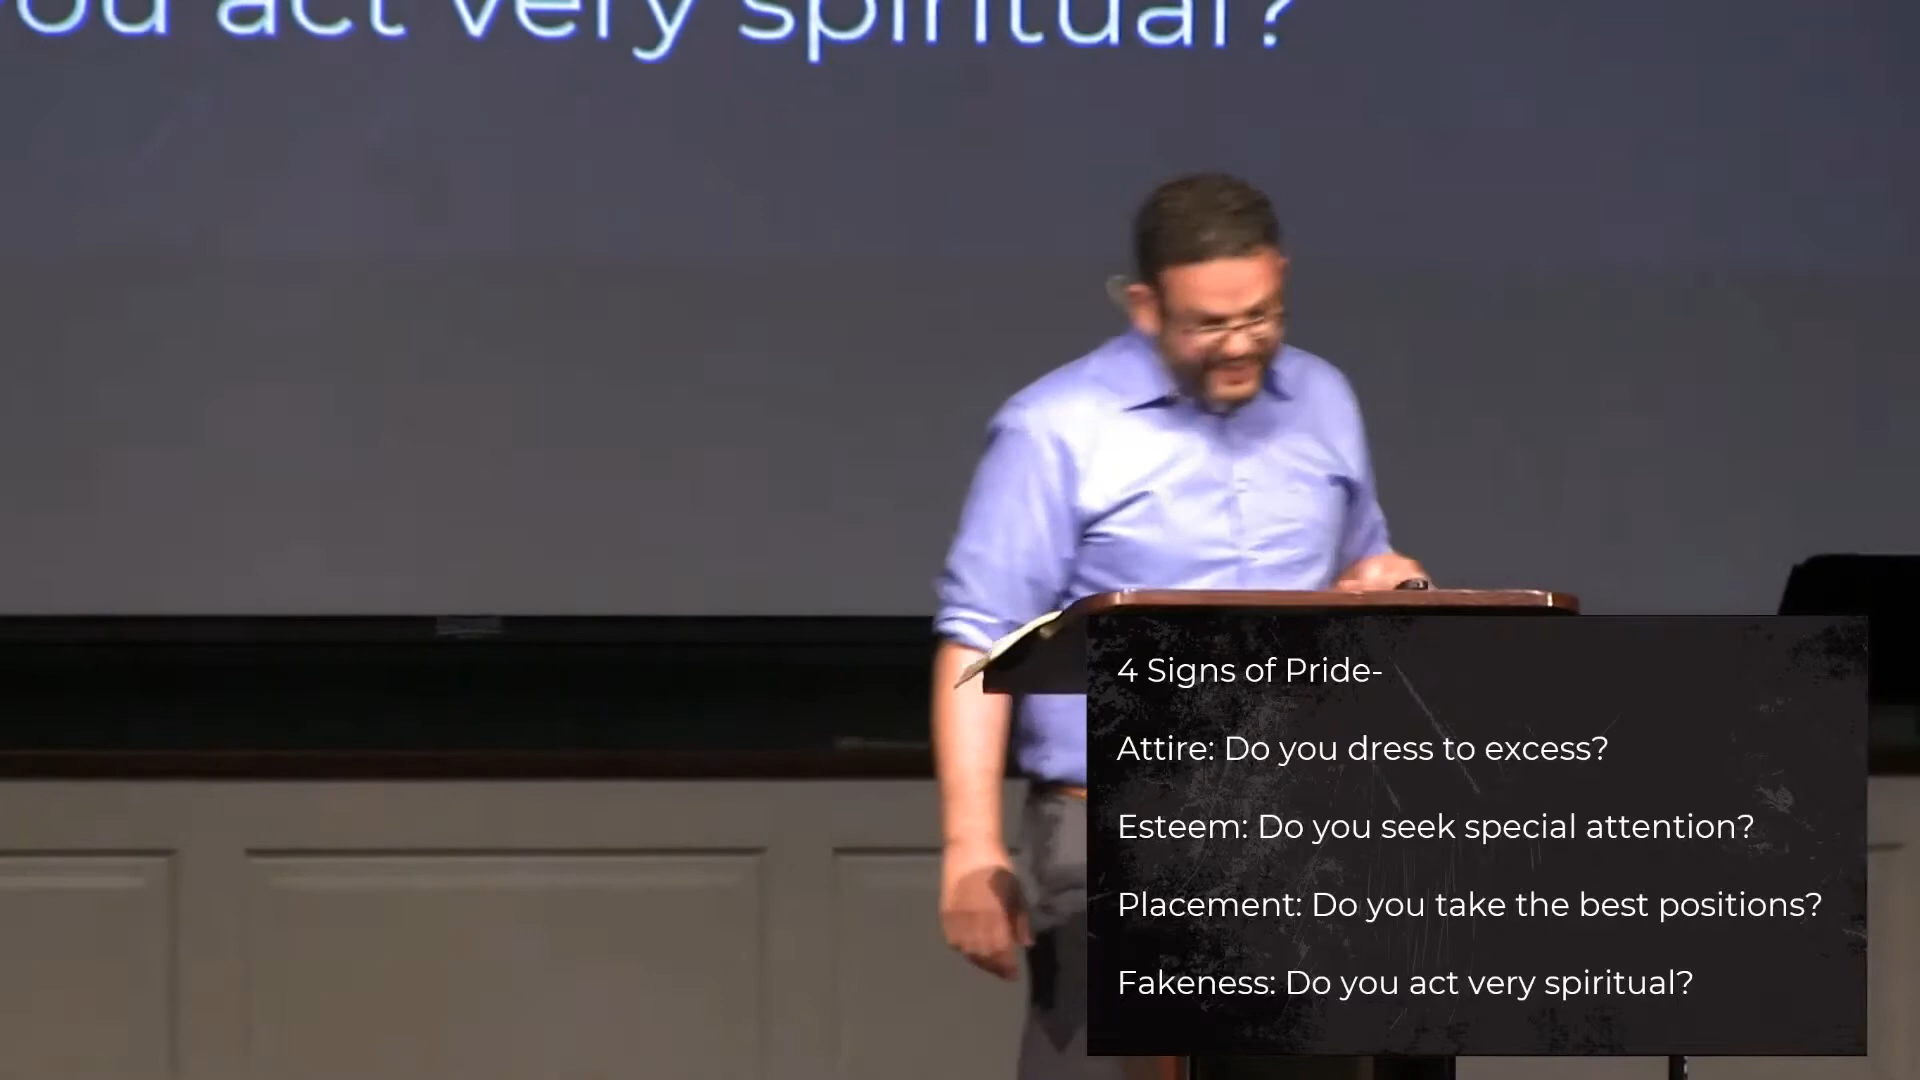 ou act very spiritual?
4 Signs of Pride-
Attire: Do you dress to excess?
Esteem: Do you seek special attention?
Placement: Do you take the best positions?
Fakeness: Do you act very spiritual?